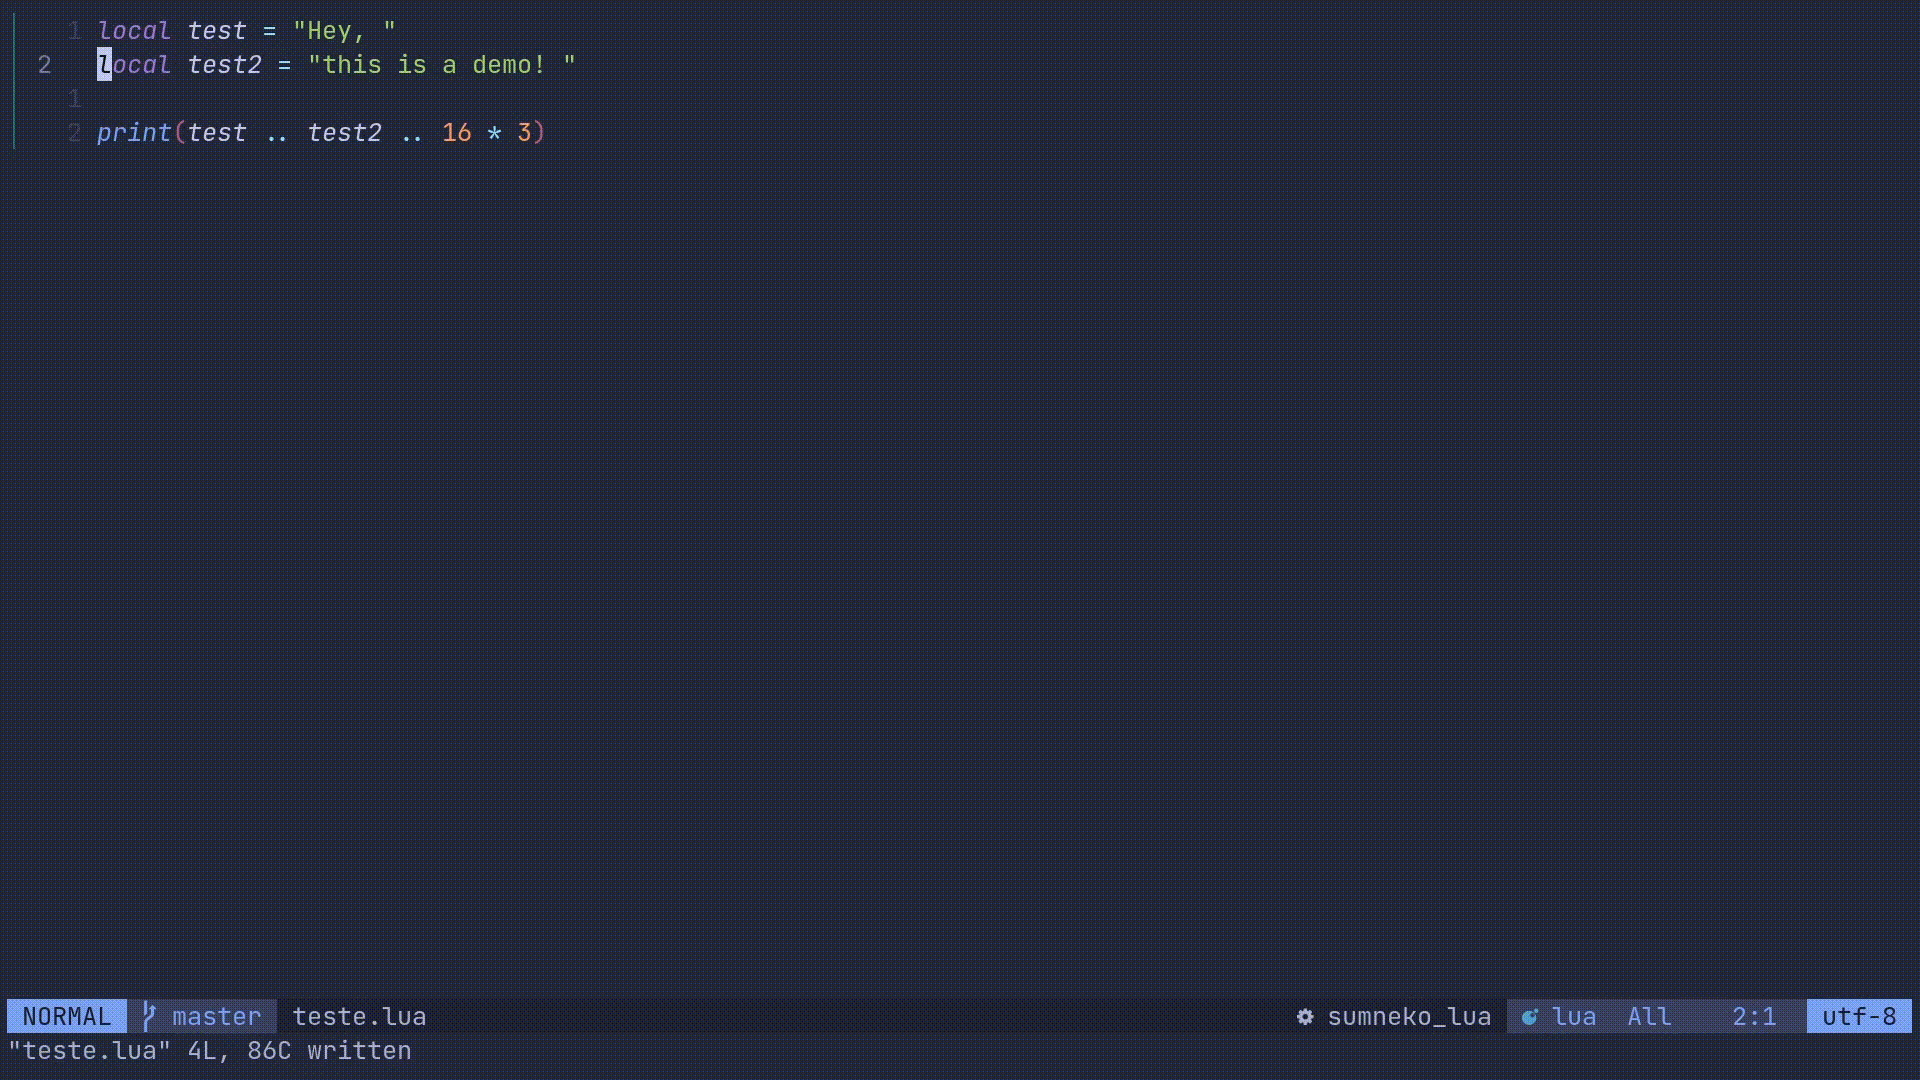 1 local test = "Hey, "
2 local test2 = "this is a demo! "
1
2 print(test .. test2 .. 16 * 3)
NORMAL master teste.lua sumneko_lua lua All 2:1 utf-8
"teste.lua" 4L, 86C written